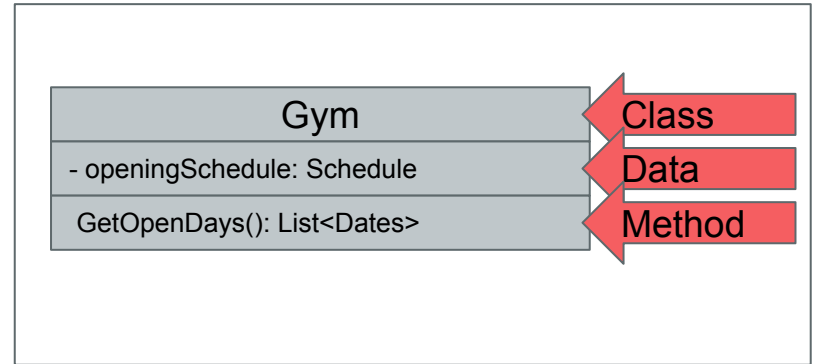 Gym
Class
- openingSchedule: Schedule
Data
GetOpenDays(): List<Dates>
Method